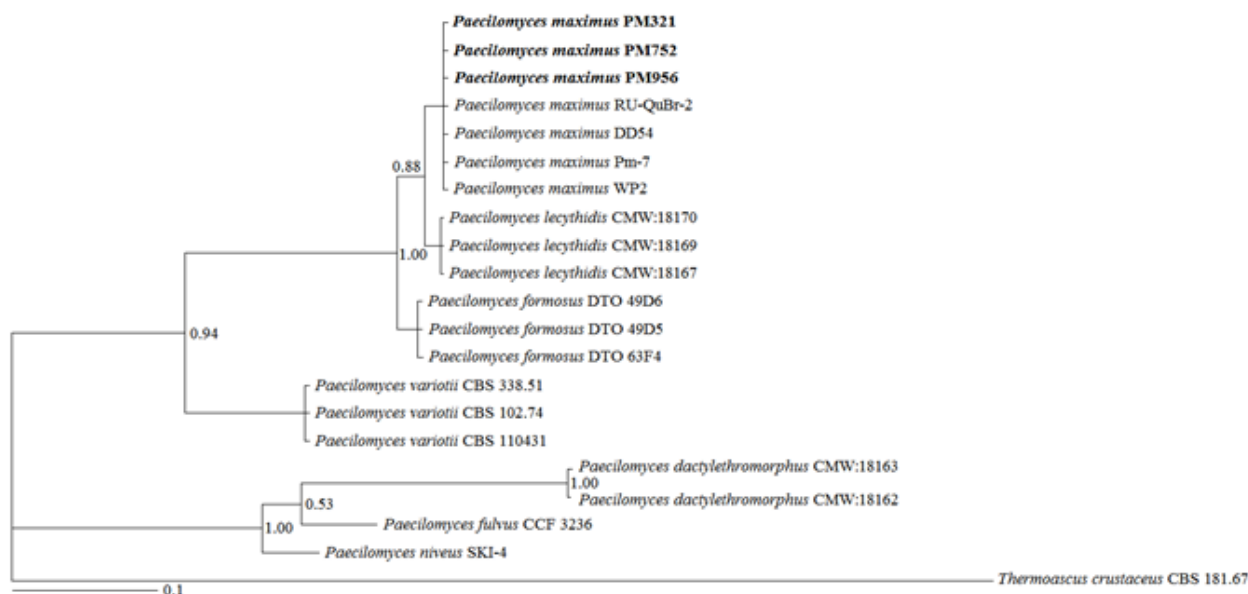 Paecilomyces maximus PM321
Paecilomyces maximus PM752
Paecilomyces maximus PM956
Paecilomyces maximus RU-QuBr-2
Paecilomyces maximus DD54
0.88
Paecilomyces maximus Pm-7
Paecilomyces maximus WP2
Paecilomyces lecythidis CMW:18170
Paecilomyces lecythidis CMW:18169
1.00
Paecilomyces lecythidis CMW:18167
Paecilomyces formosus DTO 49D6
Paecilomyces formosus DTO 49D5
0.94
Paecilomyces formosus DTO 63F4
Paecilomyces variotii CBS 338.51
Paecilomyces variotii CBS 102.74
Paecilomyces variotii CBS 110431
Paecilomyces dactylethromorphus CMW:18163
1.00
Paecilomyces dactylethromorphus CMW:18162
0.53
Paecilomyces fulvus CCF 3236
1.00
Paecilomyces niveus SKI-4
Thermoascus crustaceus CBS 181.67
0.1